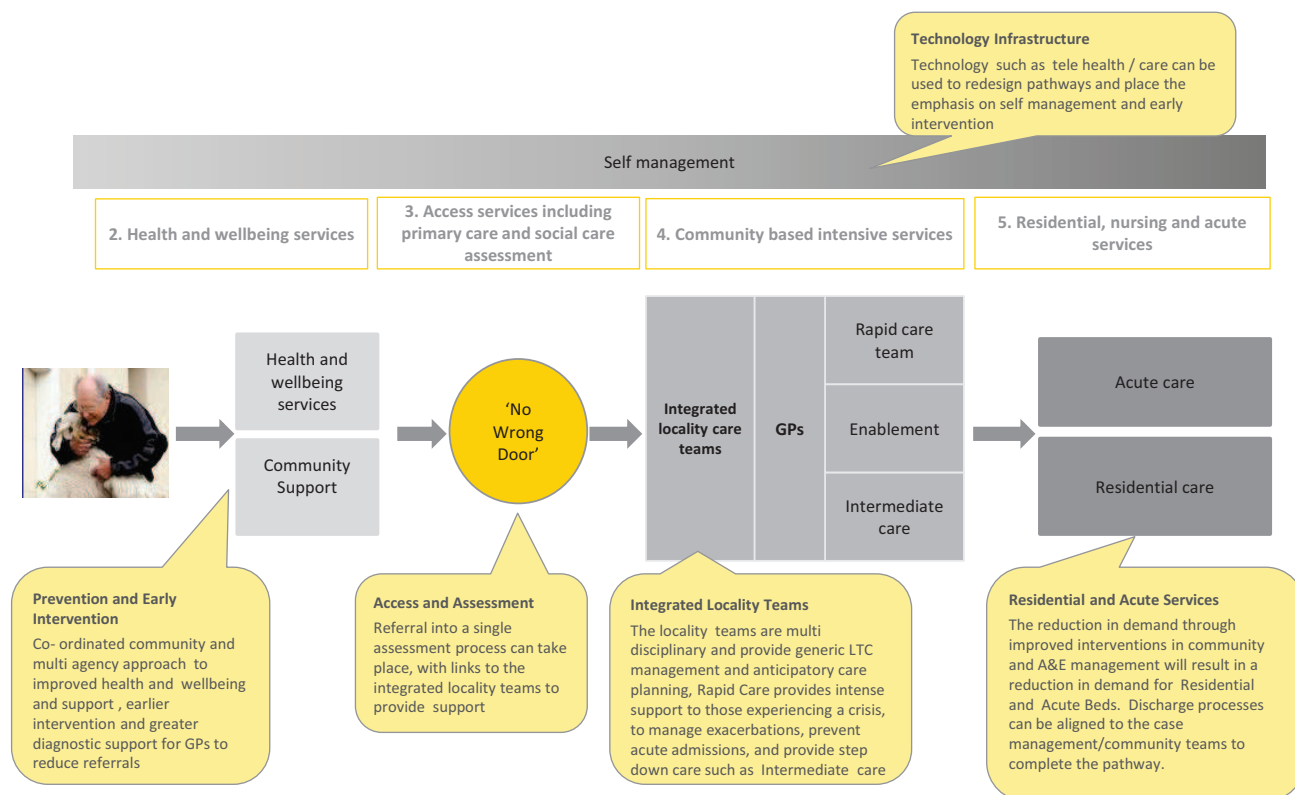 Technology Infrastructure
Technology such as tele health / care can be
used to redesign pathways and place the
emphasis on self management and early
intervention
Self management
2. Health and wellbeing services
3. Access services including
primary care and social care
assessment
4. Community based intensive services
5. Residential, nursing and acute
services
Health and
wellbeing
services
Community
Support
‘No
Wrong
Door’
Integrated
locality care
teams
GPs
Rapid care
team
Enablement
Intermediate
care
Acute care
Residential care
Prevention and Early
Intervention
Co- ordinated community and
multi agency approach to
improved health and wellbeing
and support , earlier
intervention and greater
diagnostic support for GPs to
reduce referrals
Access and Assessment
Referral into a single
assessment process can take
place, with links to the
integrated locality teams to
provide support
Integrated Locality Teams
The locality teams are multi
disciplinary and provide generic LTC
management and anticipatory care
planning, Rapid Care provides intense
support to those experiencing a crisis,
to manage exacerbations, prevent
acute admissions, and provide step
down care such as Intermediate care
Residential and Acute Services
The reduction in demand through
improved interventions in community
and A&E management will result in a
reduction in demand for Residential
and Acute Beds. Discharge processes
can be aligned to the case
management/community teams to
complete the pathway.